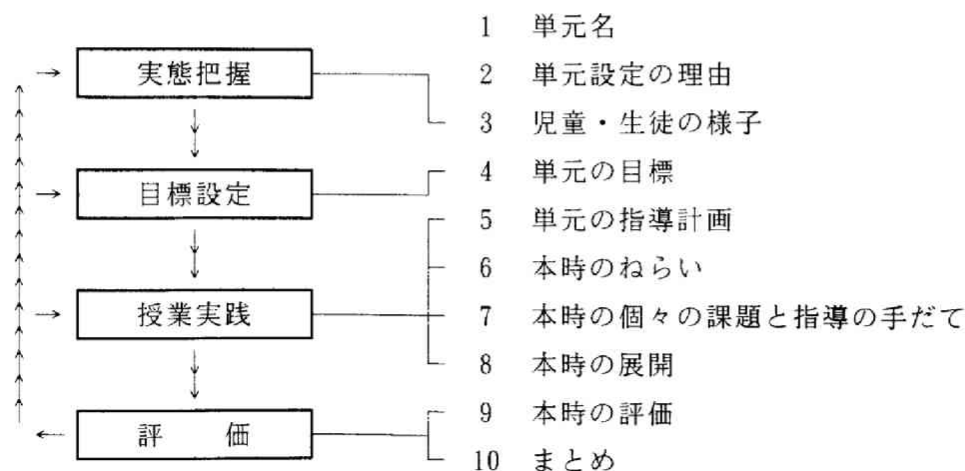 実態把握
目標設定
授業実践
評 価
1 単元名
2 単元設定の理由
3 児童・生徒の様子
4 単元の目標
5 単元の指導計画
6 本時のねらい
7 本時の個々の課題と指導の手だて
8 本時の展開
9 本時の評価
10 まとめ